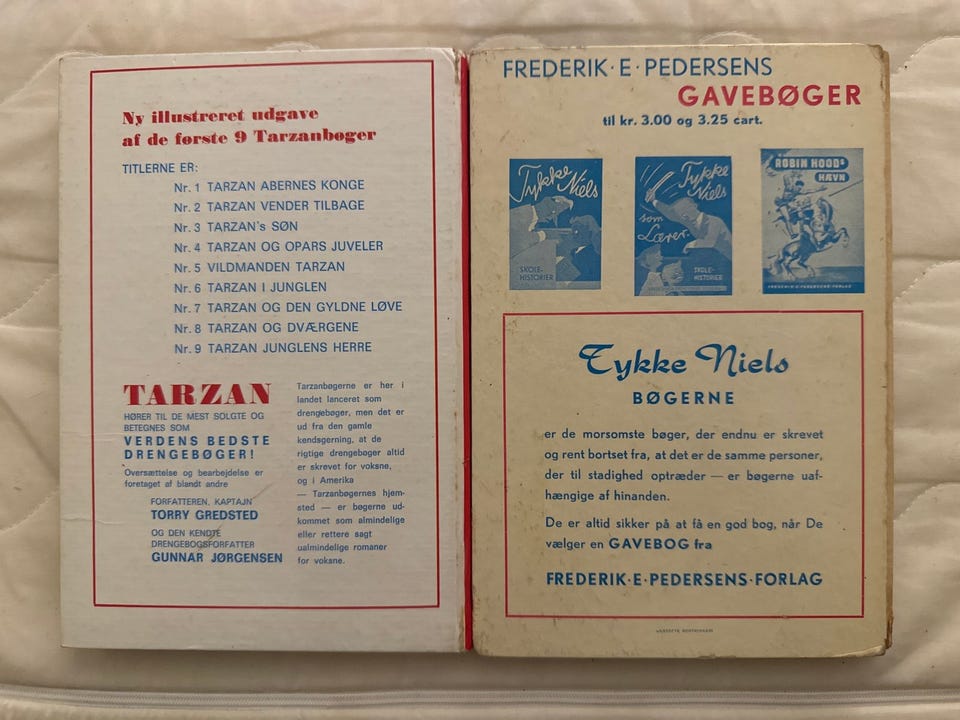 Ny illustreret udgave
af de første 9 Tarzanbøger
TITLERNE ER:
Nr. 1 TARZAN ABERNES KONGE
Nr. 2 TARZAN VENDER TILBAGE
Nr. 3 TARZAN's SØN
Nr. 4 TARZAN OG OPARS JUVELER
Nr. 5 VILDMANDEN TARZAN
Nr. 6 TARZAN I JUNGLEN
Nr. 7 TARZAN OG DEN GYLDNE LØVE
Nr. 8 TARZAN OG DVÆRGENE
Nr. 9 TARZAN JUNGLENS HERRE
TARZAN
HØRER TIL DE MEST SOLGTE OG
BETEGNES SOM
VERDENS BEDSTE
DRENGEBØGER!
Oversættelse og bearbejdelse er
foretaget af blandt andre
FORFATTEREN, KAPTAJN
TORRY GREDSTED
OG DEN KENDTE
DRENGEBOGSFORFATTER
GUNNAR JØRGENSEN
Tarzanbøgerne er her i
landet lanceret som
drengebøger, men det er
ud fra den gamle
kendsgerning, at de
rigtige drengebøger altid
er skrevet for voksne,
og i Amerika
— Tarzanbøgernes hjem-
sted — er bøgerne ud-
kommet som almindelige
eller rettere sagt
ualmindelige romaner
for voksne.
FREDERIK · E · PEDERSENS
GAVEBØGER
til kr. 3.00 og 3.25 cart.
Tykke Niels
SKOLE-
HISTORIER
Tykke
Niels
som
Lærer
SKOLE-
HISTORIER
ROBIN HOODS
HÆVN
FREDERIK · E · PEDERSENS FORLAG
Tykke Niels
BØGERNE
er de morsomste bøger, der endnu er skrevet
og rent bortset fra, at det er de samme personer,
der til stadighed optræder — er bøgerne uaf-
hængige af hinanden.
De er altid sikker på at få en god bog, når De
vælger en GAVEBOG fra
FREDERIK · E · PEDERSENS · FORLAG